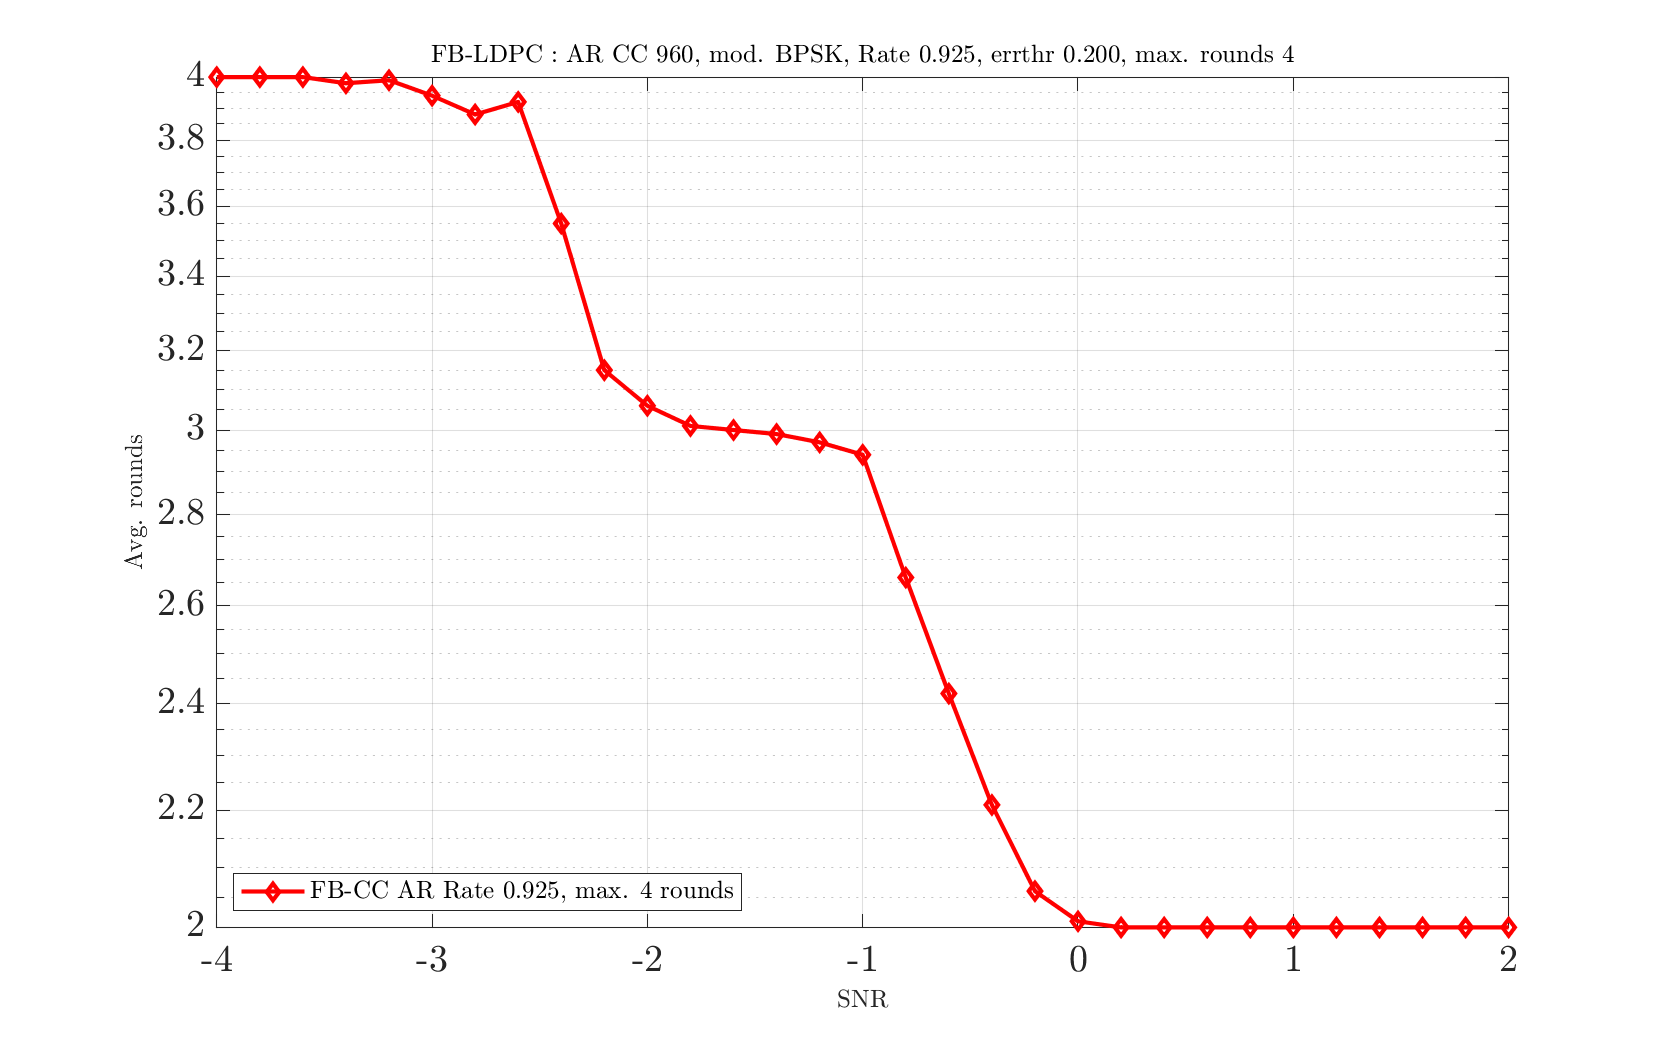 FB-LDPC : AR CC 960, mod. BPSK, Rate 0.925, errthr 0.200, max. rounds 4
4
3.8
3.6
3.4
3.2
3
2.8
2.6
2.4
2.2
2
Avg. rounds
FB-CC AR Rate 0.925, max. 4 rounds
-4 -3 -2 -1 0 1 2
SNR